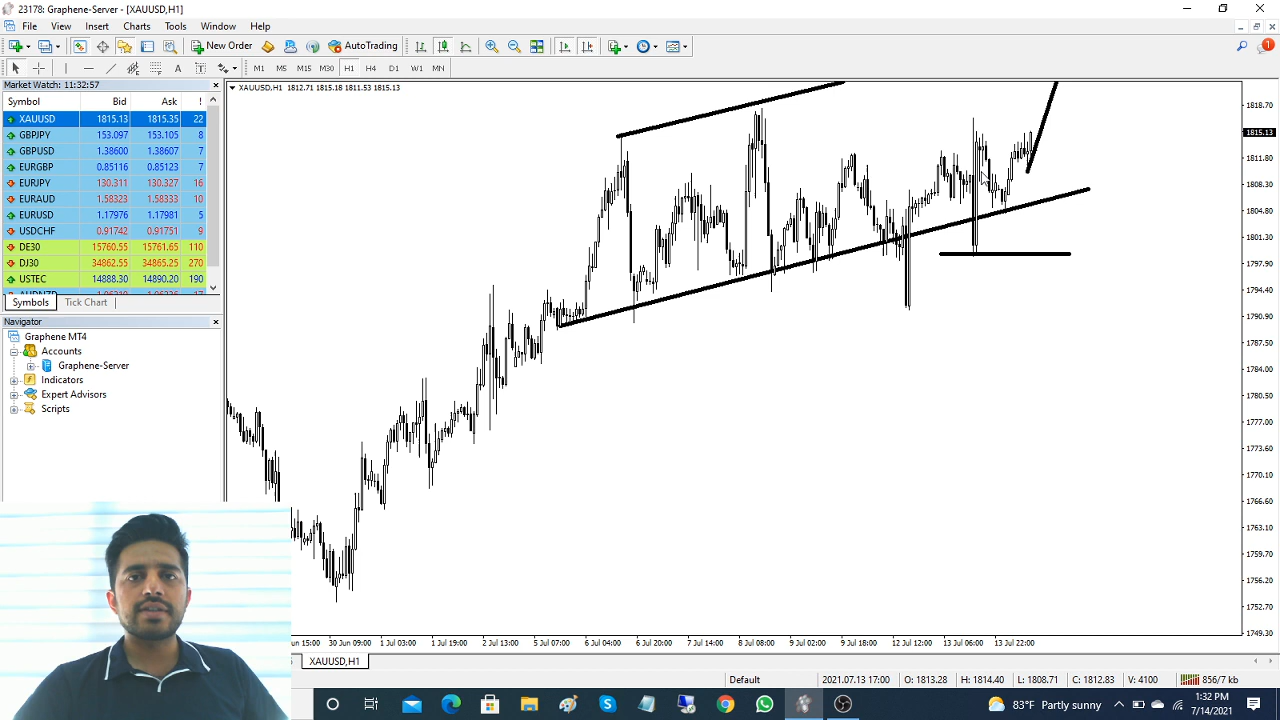 23178: Graphene-Server - [XAUUSD,H1]
File View Insert Charts Tools Window Help
New Order AutoTrading 1
A T M1 M5 M15 M30 H1 H4 D1 W1 MN
Market Watch: 11:32:57
Symbol Bid Ask !
XAUUSD 1815.13 1815.35 22
GBPJPY 153.097 153.105 8
GBPUSD 1.38600 1.38607 7
EURGBP 0.85116 0.85123 7
EURJPY 130.311 130.327 16
EURAUD 1.58323 1.58333 10
EURUSD 1.17976 1.17981 5
USDCHF 0.91742 0.91751 9
DE30 15760.55 15761.65 110
DJ30 34862.55 34865.25 270
USTEC 14888.30 14890.20 190
Symbols Tick Chart
Navigator
Graphene MT4
Accounts
Graphene-Server
Indicators
Expert Advisors
Scripts
XAUUSD,H1 1812.71 1815.18 1811.53 1815.13
1818.70
1815.13
1811.80
1808.30
1804.80
1801.30
1797.90
1794.40
1790.90
1787.50
1784.00
1780.50
1777.00
1773.60
1770.10
1766.60
1763.10
1759.70
1756.20
1752.70
1749.30
un 15:00 30 Jun 09:00 1 Jul 03:00 1 Jul 19:00 2 Jul 13:00 5 Jul 07:00 6 Jul 04:00 6 Jul 20:00 7 Jul 14:00 8 Jul 08:00 9 Jul 02:00 9 Jul 18:00 12 Jul 12:00 13 Jul 06:00 13 Jul 22:00
XAUUSD,H1
Default 2021.07.13 17:00 O: 1813.28 H: 1814.40 L: 1808.71 C: 1812.83 V: 4100 856/7 kb
83°F Partly sunny 1:32 PM
7/14/2021